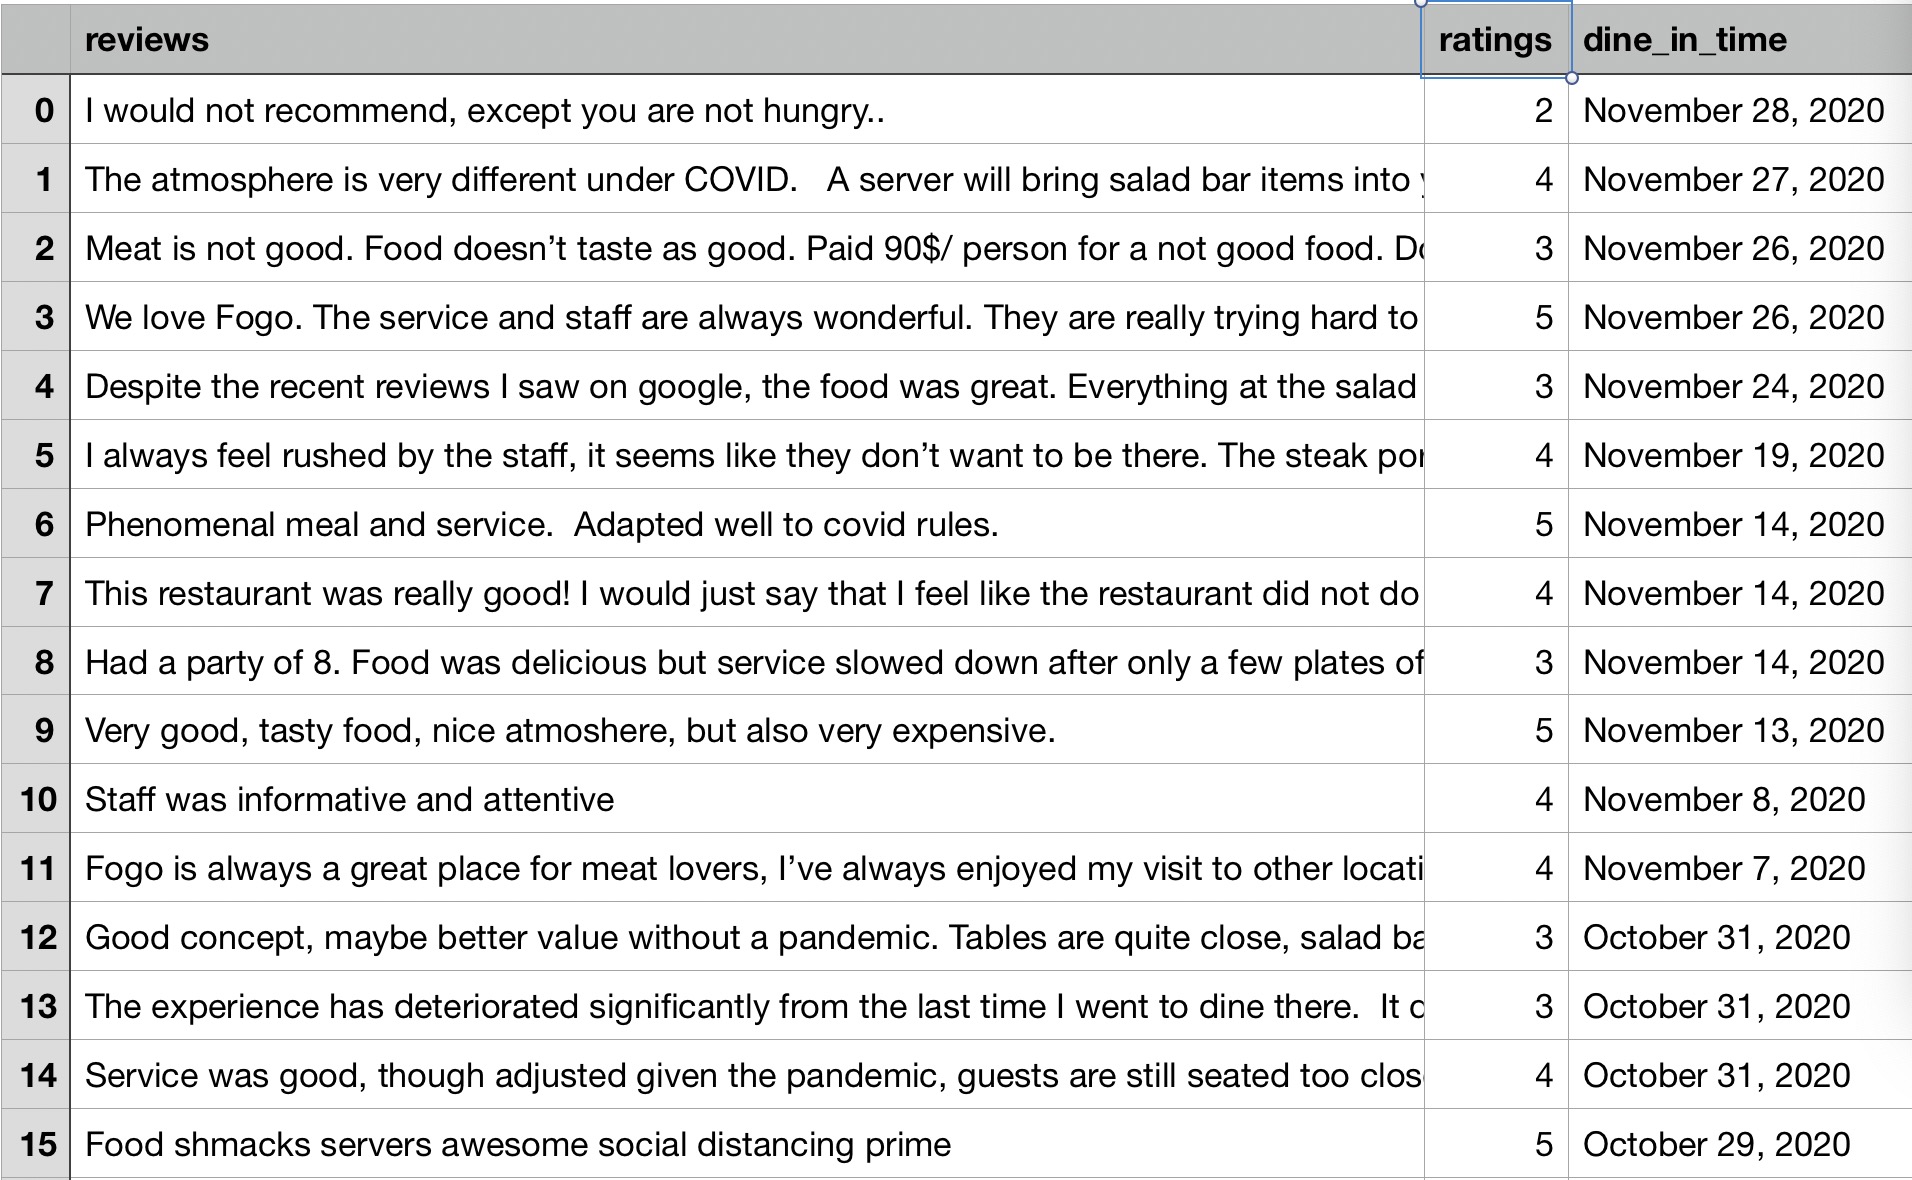 reviews ratings dine_in_time
0 I would not recommend, except you are not hungry.. 2 November 28, 2020
1 The atmosphere is very different under COVID.   A server will bring salad bar items into 4 November 27, 2020
2 Meat is not good. Food doesn’t taste as good. Paid 90$/ person for a not good food. 3 November 26, 2020
3 We love Fogo. The service and staff are always wonderful. They are really trying hard to 5 November 26, 2020
4 Despite the recent reviews I saw on google, the food was great. Everything at the salad 3 November 24, 2020
5 I always feel rushed by the staff, it seems like they don’t want to be there. The steak 4 November 19, 2020
6 Phenomenal meal and service.  Adapted well to covid rules. 5 November 14, 2020
7 This restaurant was really good! I would just say that I feel like the restaurant did not do 4 November 14, 2020
8 Had a party of 8. Food was delicious but service slowed down after only a few plates of 3 November 14, 2020
9 Very good, tasty food, nice atmoshere, but also very expensive. 5 November 13, 2020
10 Staff was informative and attentive 4 November 8, 2020
11 Fogo is always a great place for meat lovers, I’ve always enjoyed my visit to other locati 4 November 7, 2020
12 Good concept, maybe better value without a pandemic. Tables are quite close, salad ba 3 October 31, 2020
13 The experience has deteriorated significantly from the last time I went to dine there.  It 3 October 31, 2020
14 Service was good, though adjusted given the pandemic, guests are still seated too clos 4 October 31, 2020
15 Food shmacks servers awesome social distancing prime 5 October 29, 2020